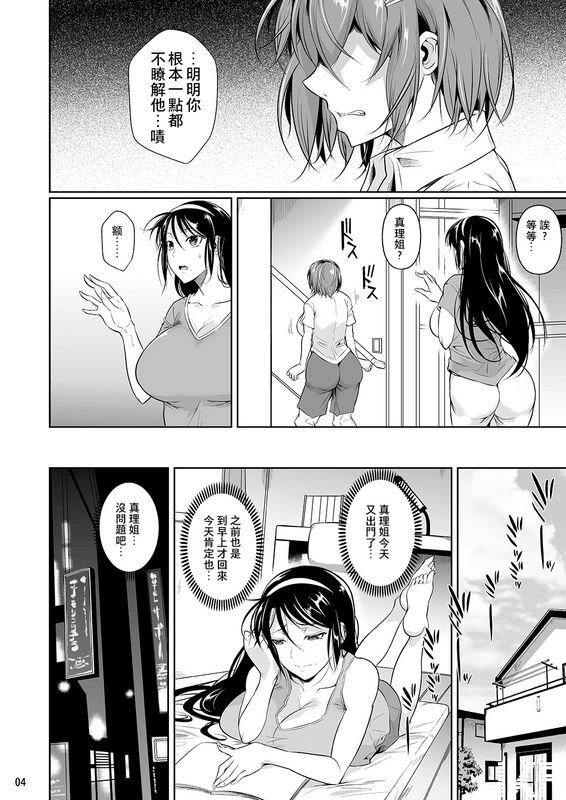 …明明你
根本一點都
不瞭解他…嘖
誒?
等等…
真理姐?
ドス
ドス
额……
真理姐今天
又出門了…
之前也是
到早上才回來
今天肯定也…
真理姐…
沒問題吧…
04